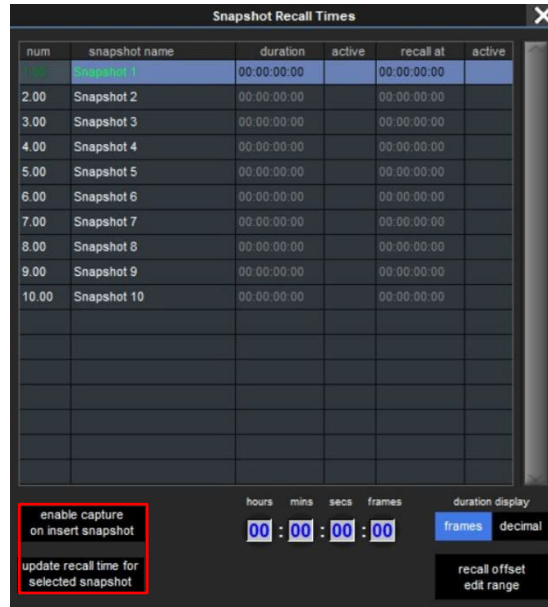 Snapshot Recall Times X
num snapshot name duration active recall at active
1.00 Snapshot 1 00:00:00:00 00:00:00:00
2.00 Snapshot 2 00:00:00:00 00:00:00:00
3.00 Snapshot 3 00:00:00:00 00:00:00:00
4.00 Snapshot 4 00:00:00:00 00:00:00:00
5.00 Snapshot 5 00:00:00:00 00:00:00:00
6.00 Snapshot 6 00:00:00:00 00:00:00:00
7.00 Snapshot 7 00:00:00:00 00:00:00:00
8.00 Snapshot 8 00:00:00:00 00:00:00:00
9.00 Snapshot 9 00:00:00:00 00:00:00:00
10.00 Snapshot 10 00:00:00:00 00:00:00:00
enable capture
on insert snapshot
update recall time for
selected snapshot
hours mins secs frames
00 : 00 : 00 : 00
duration display
frames decimal
recall offset
edit range